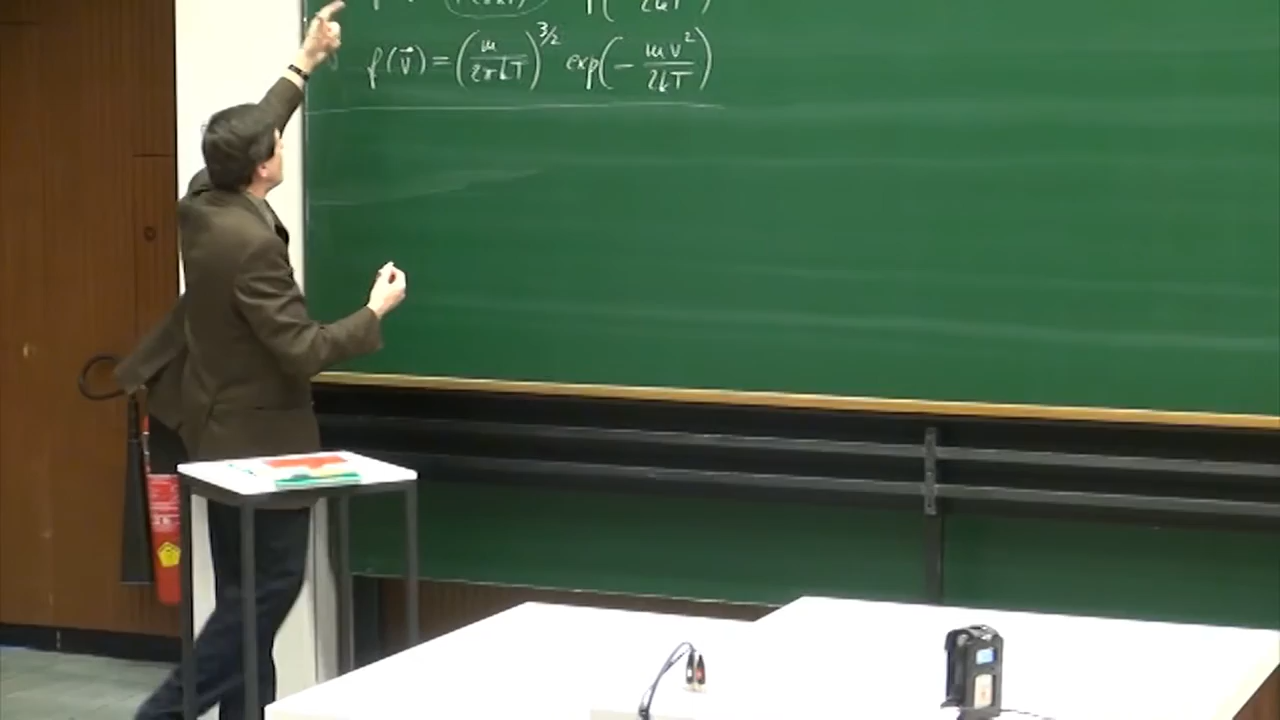 f(v⃗) = (m/2πkT)^3/2 exp(− mv²/2kT)